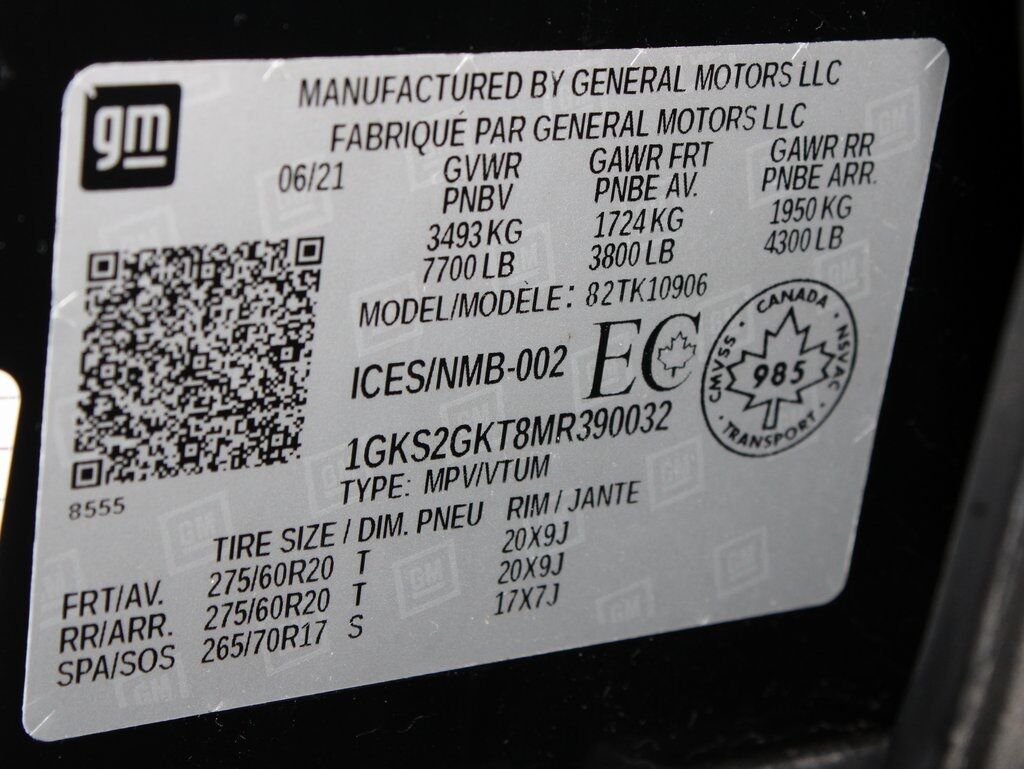 gm
MANUFACTURED BY GENERAL MOTORS LLC
FABRIQUÉ PAR GENERAL MOTORS LLC
06/21 GVWR GAWR FRT GAWR RR
PNBV PNBE AV. PNBE ARR.
3493 KG 1724 KG 1950 KG
7700 LB 3800 LB 4300 LB
MODEL/MODÈLE: 82TK10906
ICES/NMB-002 EC
CANADA
CMVSS NSVAC
985
TRANSPORT
1GKS2GKT8MR390032
TYPE: MPV/VTUM
8555
TIRE SIZE / DIM. PNEU RIM / JANTE
FRT/AV. 275/60R20 T 20X9J
RR/ARR. 275/60R20 T 20X9J
SPA/SOS 265/70R17 S 17X7J